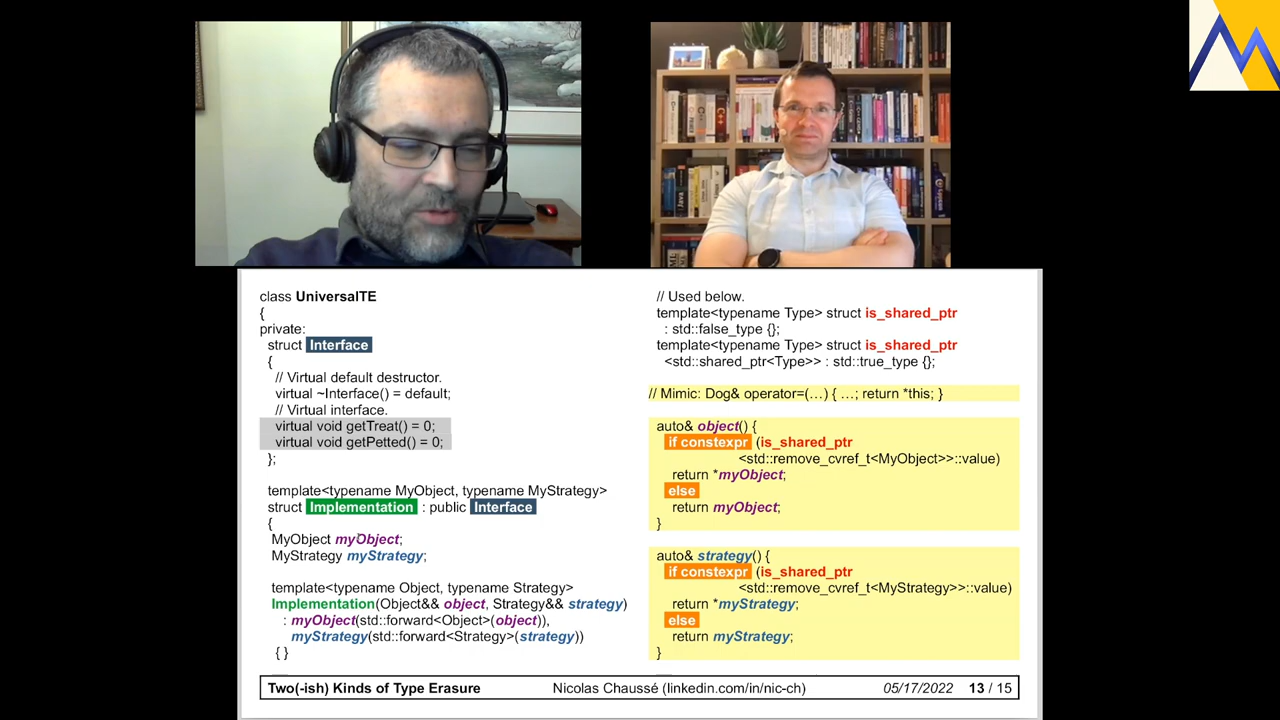 class UniversalTE
{
private:
struct Interface
{
// Virtual default destructor.
virtual ~Interface() = default;
// Virtual interface.
virtual void getTreat() = 0;
virtual void getPetted() = 0;
};
template<typename MyObject, typename MyStrategy>
struct Implementation : public Interface
{
MyObject myObject;
MyStrategy myStrategy;
template<typename Object, typename Strategy>
Implementation(Object&& object, Strategy&& strategy)
: myObject(std::forward<Object>(object)),
myStrategy(std::forward<Strategy>(strategy))
{ }
// Used below.
template<typename Type> struct is_shared_ptr
: std::false_type {};
template<typename Type> struct is_shared_ptr
<std::shared_ptr<Type>> : std::true_type {};
// Mimic: Dog& operator=(…) { …; return *this; }
auto& object() {
if constexpr (is_shared_ptr
<std::remove_cvref_t<MyObject>>::value)
return *myObject;
else
return myObject;
}
auto& strategy() {
if constexpr (is_shared_ptr
<std::remove_cvref_t<MyStrategy>>::value)
return *myStrategy;
else
return myStrategy;
}
Two(-ish) Kinds of Type Erasure
Nicolas Chaussé (linkedin.com/in/nic-ch)
05/17/2022 13 / 15